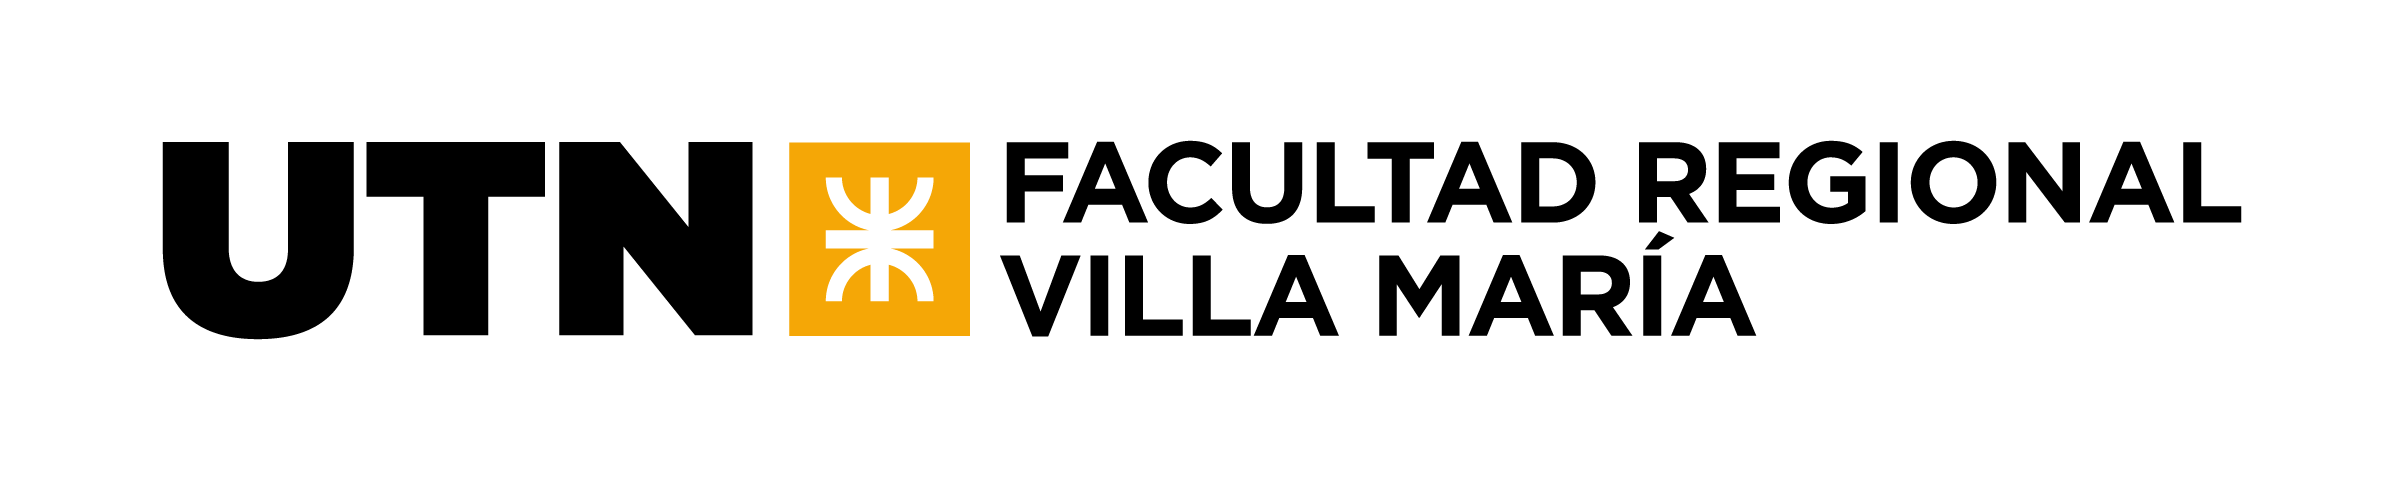 UTN FACULTAD REGIONAL
VILLA MARÍA